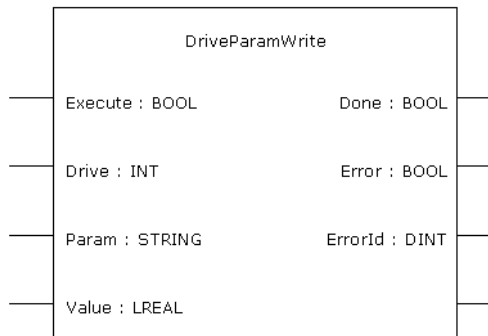 DriveParamWrite
Execute : BOOL Done : BOOL
Drive : INT Error : BOOL
Param : STRING ErrorId : DINT
Value : LREAL